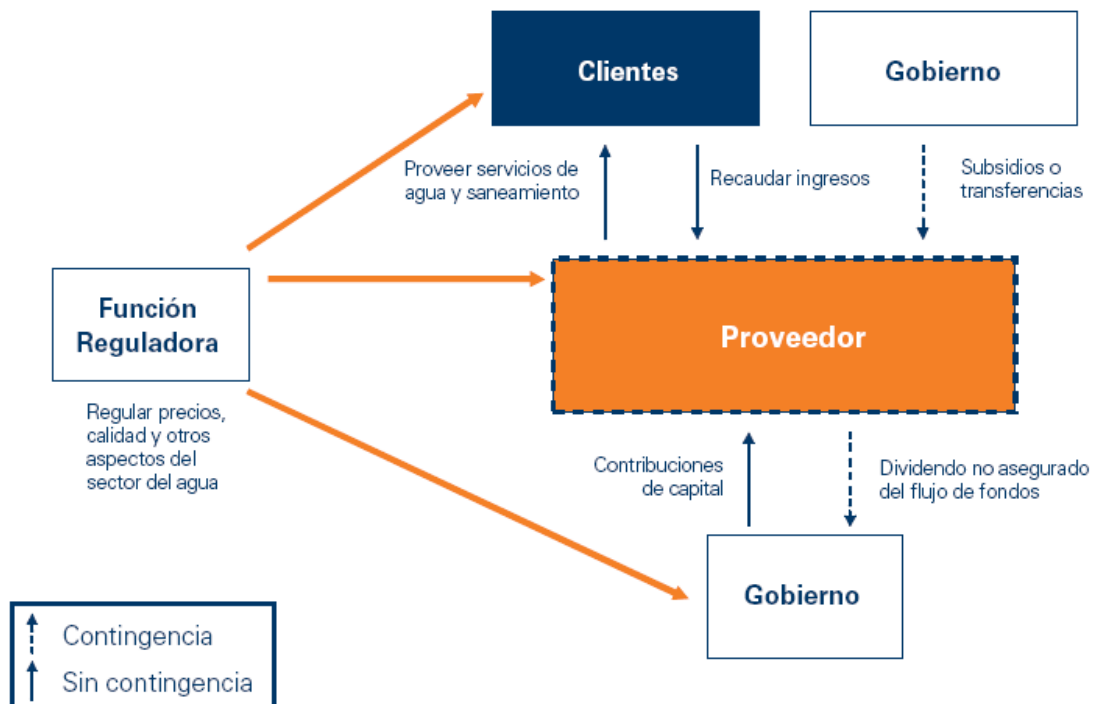 Clientes
Gobierno
Proveer servicios de
agua y saneamiento
Recaudar ingresos
Subsidios o
transferencias
Función
Reguladora
Proveedor
Regular precios,
calidad y otros
aspectos del
sector del agua
Contribuciones
de capital
Dividendo no asegurado
del flujo de fondos
Gobierno
Contingencia
Sin contingencia